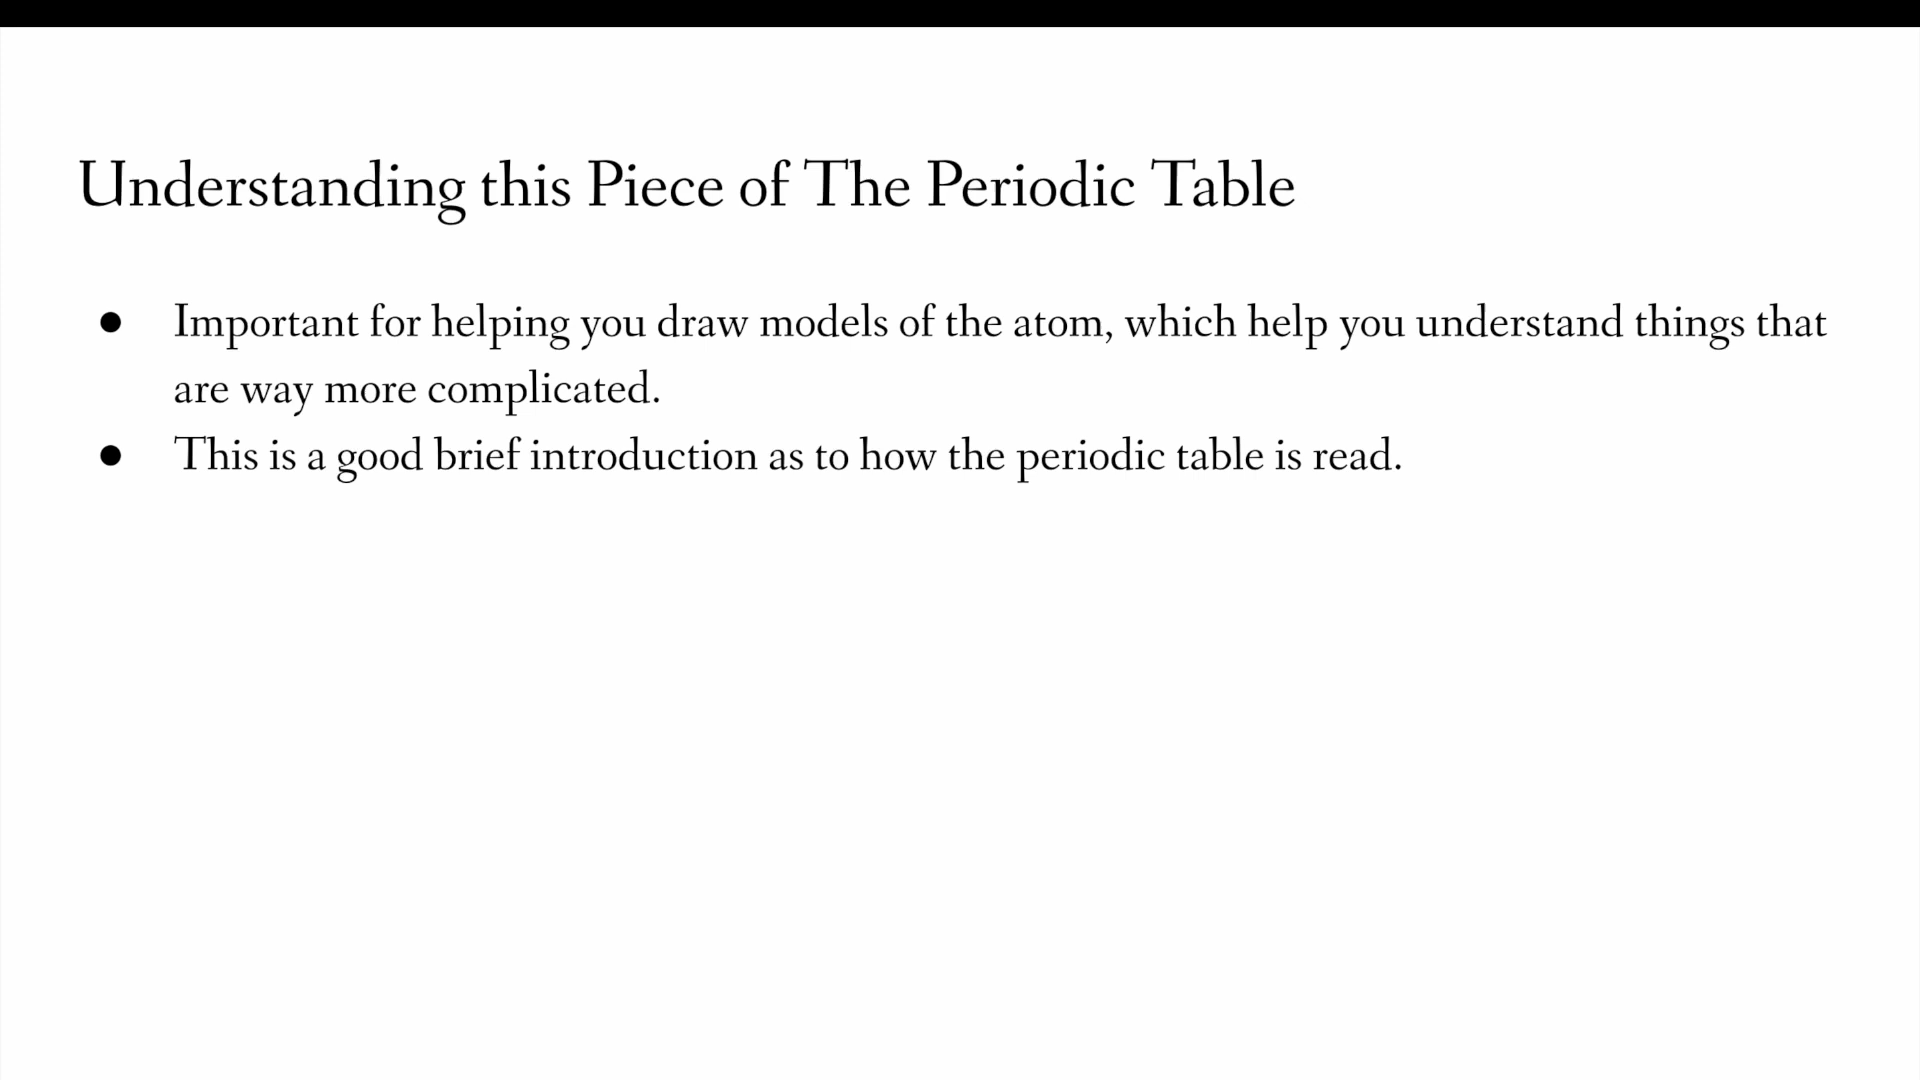 Understanding this Piece of The Periodic Table
● Important for helping you draw models of the atom, which help you understand things that
are way more complicated.
● This is a good brief introduction as to how the periodic table is read.